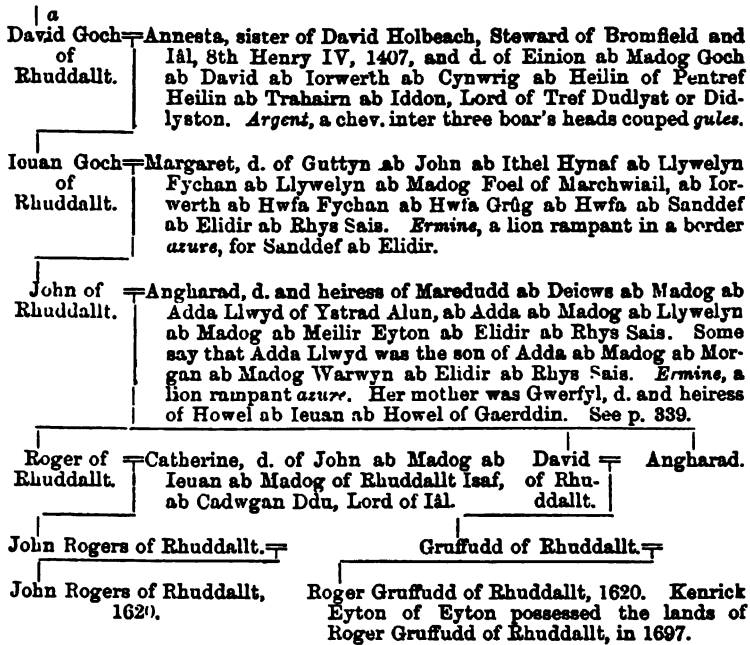 a
David Goch Annesta, sister of David Holbeach, Steward of Bromfield and
of Iâl, 8th Henry IV, 1407, and d. of Einion ab Madog Goch
Rhuddallt. ab David ab Iorwerth ab Cynwrig ab Heilin of Pentref
Heilin ab Trahairn ab Iddon, Lord of Tref Dudlyst or Did-
lyston. Argent, a chev. inter three boar's heads couped gules.
Iouan Goch Margaret, d. of Guttyn ab John ab Ithel Hynaf ab Llywelyn
of Fychan ab Llywelyn ab Madog Foel of Marchwiail, ab Ior-
Rhuddallt. werth ab Hwfa Fychan ab Hwfa Grûg ab Hwfa ab Sanddef
ab Elidir ab Rhys Sais. Ermine, a lion rampant in a border
azure, for Sanddef ab Elidir.
John of Angharad, d. and heiress of Maredudd ab Deicws ab Madog ab
Rhuddallt. Adda Llwyd of Ystrad Alun, ab Adda ab Madog ab Llywelyn
ab Madog ab Meilir Eyton ab Elidir ab Rhys Sais. Some
say that Adda Llwyd was the son of Adda ab Madog ab Mor-
gan ab Madog Warwyn ab Elidir ab Rhys Sais. Ermine, a
lion rampant azure. Her mother was Gwerfyl, d. and heiress
of Howel ab Ieuan ab Howel of Gaerddin. See p. 339.
Roger of Catherine, d. of John ab Madog ab David Angharad.
Rhuddallt. Ieuan ab Madog of Rhuddallt Isaf, of Rhu-
ab Cadwgan Ddu, Lord of Iâl. ddallt.
John Rogers of Rhuddallt. Gruffudd of Rhuddallt.
John Rogers of Rhuddallt, Roger Gruffudd of Rhuddallt, 1620. Kenrick
1620. Eyton of Eyton possessed the lands of
Roger Gruffudd of Rhuddallt, in 1697.